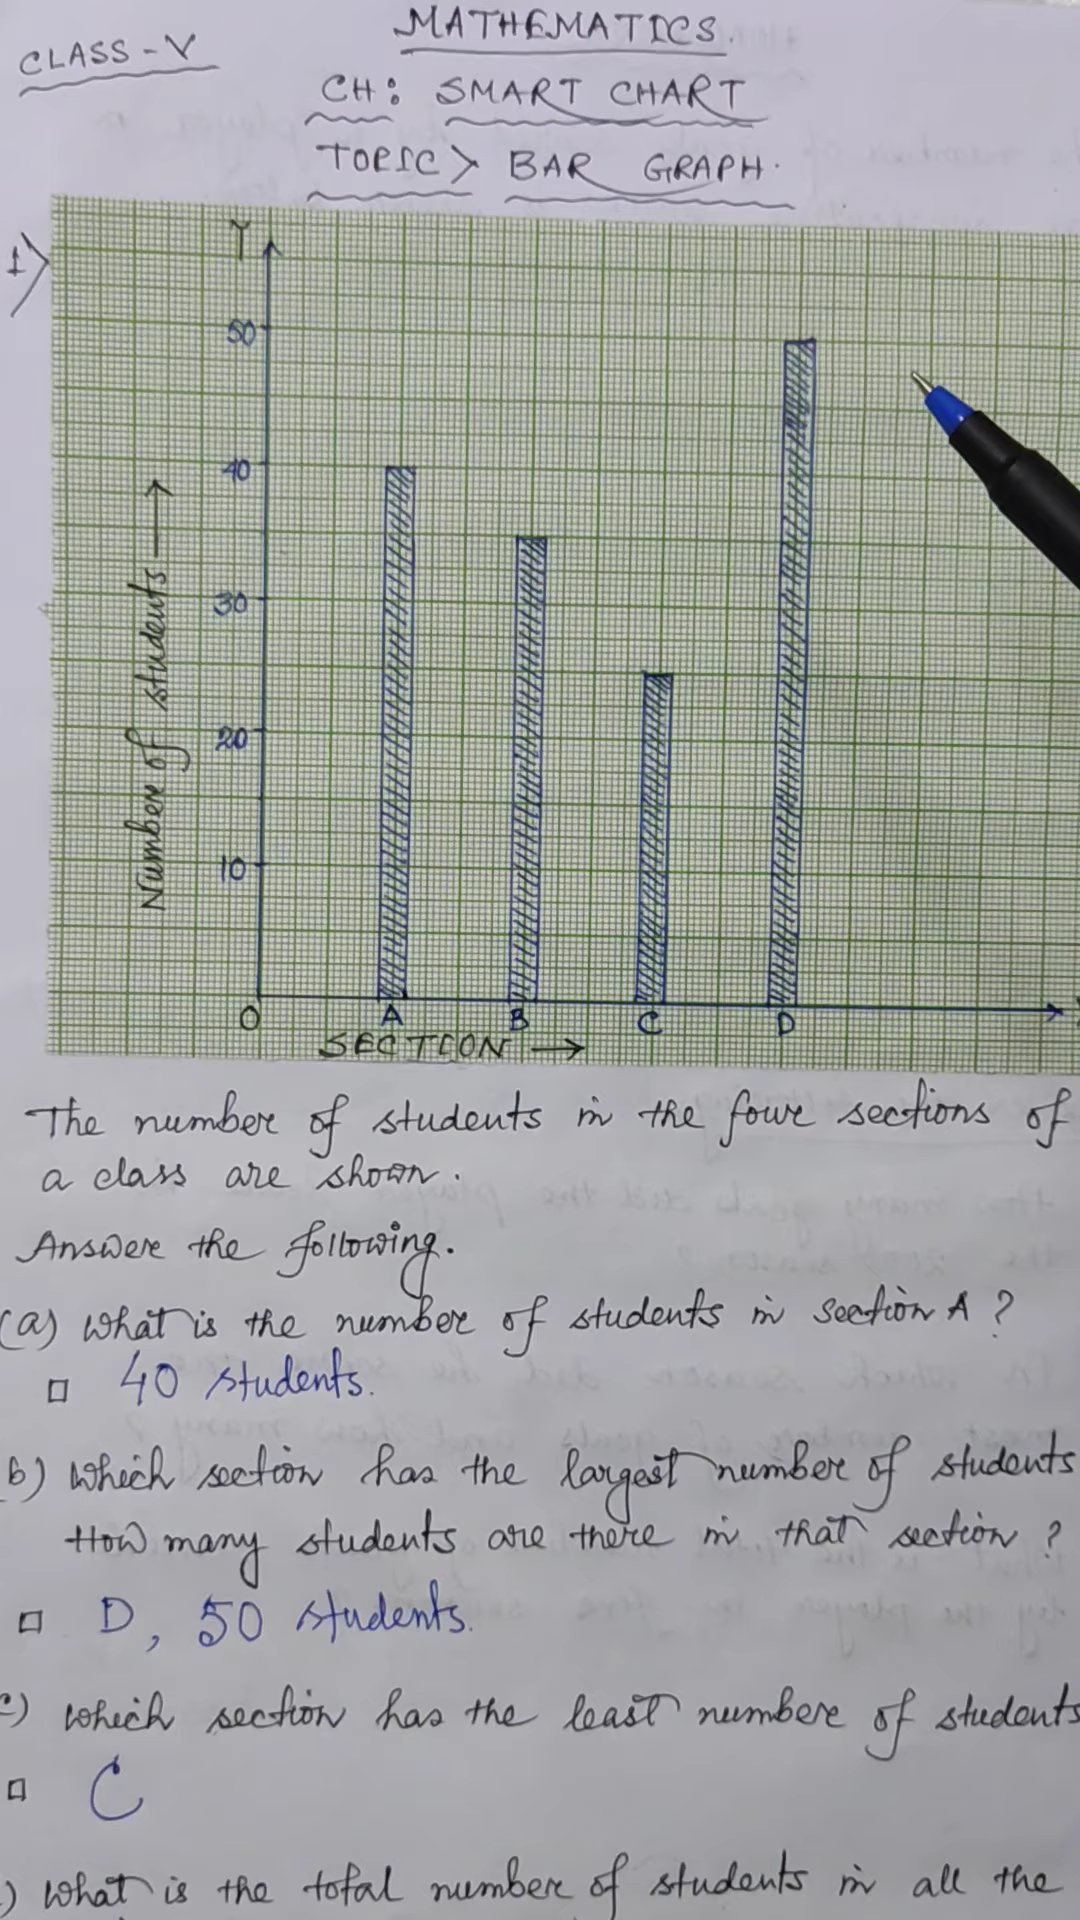 MATHEMATICS.
CLASS-V
CH: SMART CHART
TOPIC> BAR GRAPH.
1)
Y
50
40
30
20
10
Number of students →
O A B C D
SECTION →
The number of students in the four sections of
a class are shown.
Answer the following.
(a) What is the number of students in section A ?
□ 40 students.
b) Which section has the largest number of students
How many students are there in that section ?
□ D, 50 students.
c) Which section has the least number of students
□ C
) What is the total number of students in all the